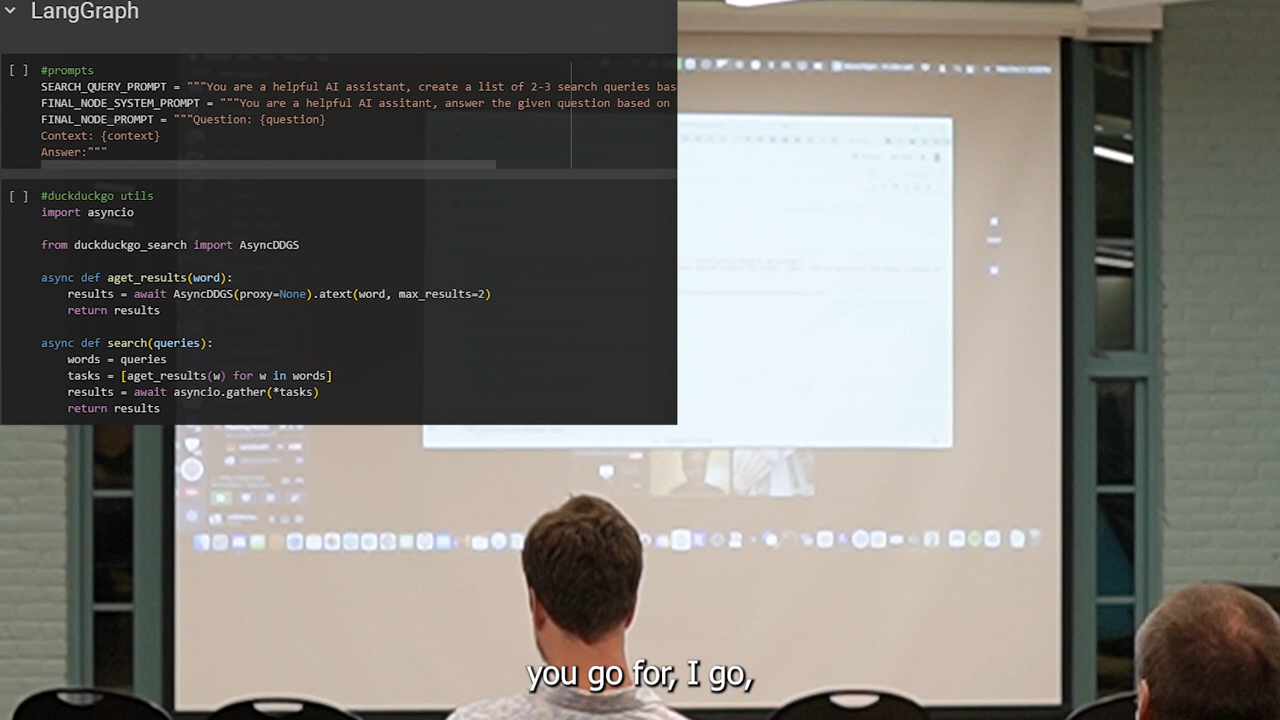 LangGraph
[ ] #prompts
SEARCH_QUERY_PROMPT = """You are a helpful AI assistant, create a list of 2-3 search queries bas
FINAL_NODE_SYSTEM_PROMPT = """You are a helpful AI assitant, answer the given question based on
FINAL_NODE_PROMPT = """Question: {question}
Context: {context}
Answer:"""
[ ] #duckduckgo utils
import asyncio
from duckduckgo_search import AsyncDDGS
async def aget_results(word):
results = await AsyncDDGS(proxy=None).atext(word, max_results=2)
return results
async def search(queries):
words = queries
tasks = [aget_results(w) for w in words]
results = await asyncio.gather(*tasks)
return results
you go for, I go,